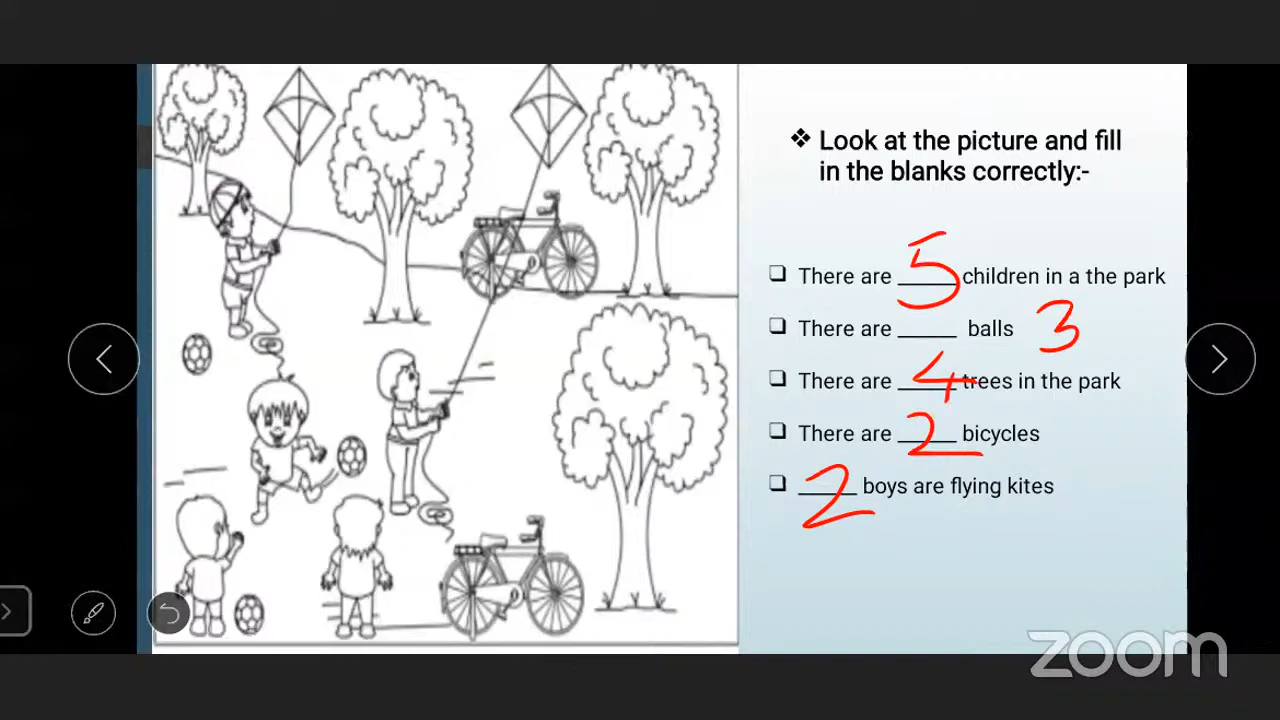 ❖ Look at the picture and fill
in the blanks correctly:-
❑ There are 5 children in a the park
❑ There are ____ balls 3
❑ There are 4 trees in the park
❑ There are 2 bicycles
❑ 2 boys are flying kites
zoom